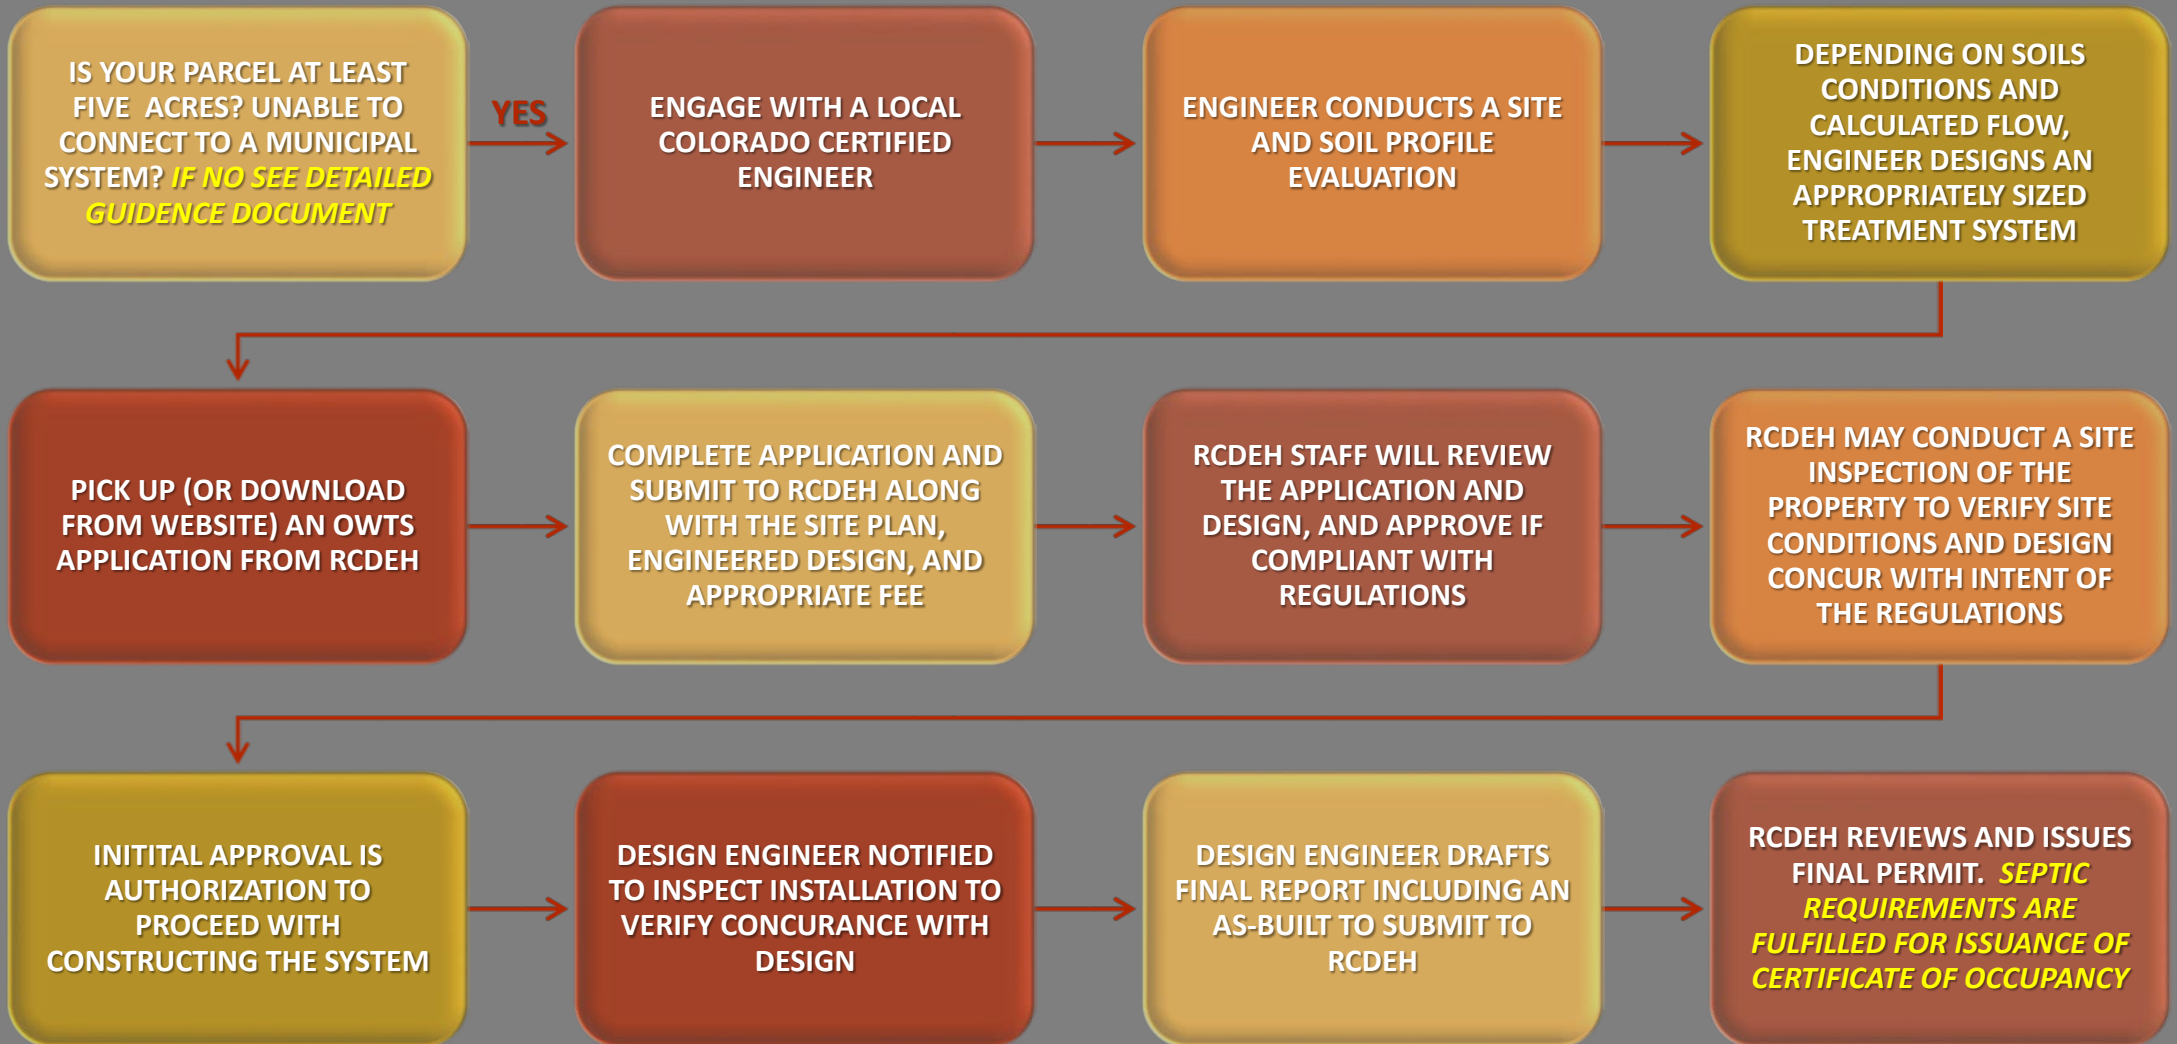 IS YOUR PARCEL AT LEAST
FIVE ACRES? UNABLE TO
CONNECT TO A MUNICIPAL
SYSTEM? IF NO SEE DETAILED
GUIDENCE DOCUMENT
YES
ENGAGE WITH A LOCAL
COLORADO CERTIFIED
ENGINEER
ENGINEER CONDUCTS A SITE
AND SOIL PROFILE
EVALUATION
DEPENDING ON SOILS
CONDITIONS AND
CALCULATED FLOW,
ENGINEER DESIGNS AN
APPROPRIATELY SIZED
TREATMENT SYSTEM
PICK UP (OR DOWNLOAD
FROM WEBSITE) AN OWTS
APPLICATION FROM RCDEH
COMPLETE APPLICATION AND
SUBMIT TO RCDEH ALONG
WITH THE SITE PLAN,
ENGINEERED DESIGN, AND
APPROPRIATE FEE
RCDEH STAFF WILL REVIEW
THE APPLICATION AND
DESIGN, AND APPROVE IF
COMPLIANT WITH
REGULATIONS
RCDEH MAY CONDUCT A SITE
INSPECTION OF THE
PROPERTY TO VERIFY SITE
CONDITIONS AND DESIGN
CONCUR WITH INTENT OF
THE REGULATIONS
INITITAL APPROVAL IS
AUTHORIZATION TO
PROCEED WITH
CONSTRUCTING THE SYSTEM
DESIGN ENGINEER NOTIFIED
TO INSPECT INSTALLATION TO
VERIFY CONCURANCE WITH
DESIGN
DESIGN ENGINEER DRAFTS
FINAL REPORT INCLUDING AN
AS-BUILT TO SUBMIT TO
RCDEH
RCDEH REVIEWS AND ISSUES
FINAL PERMIT. SEPTIC
REQUIREMENTS ARE
FULFILLED FOR ISSUANCE OF
CERTIFICATE OF OCCUPANCY